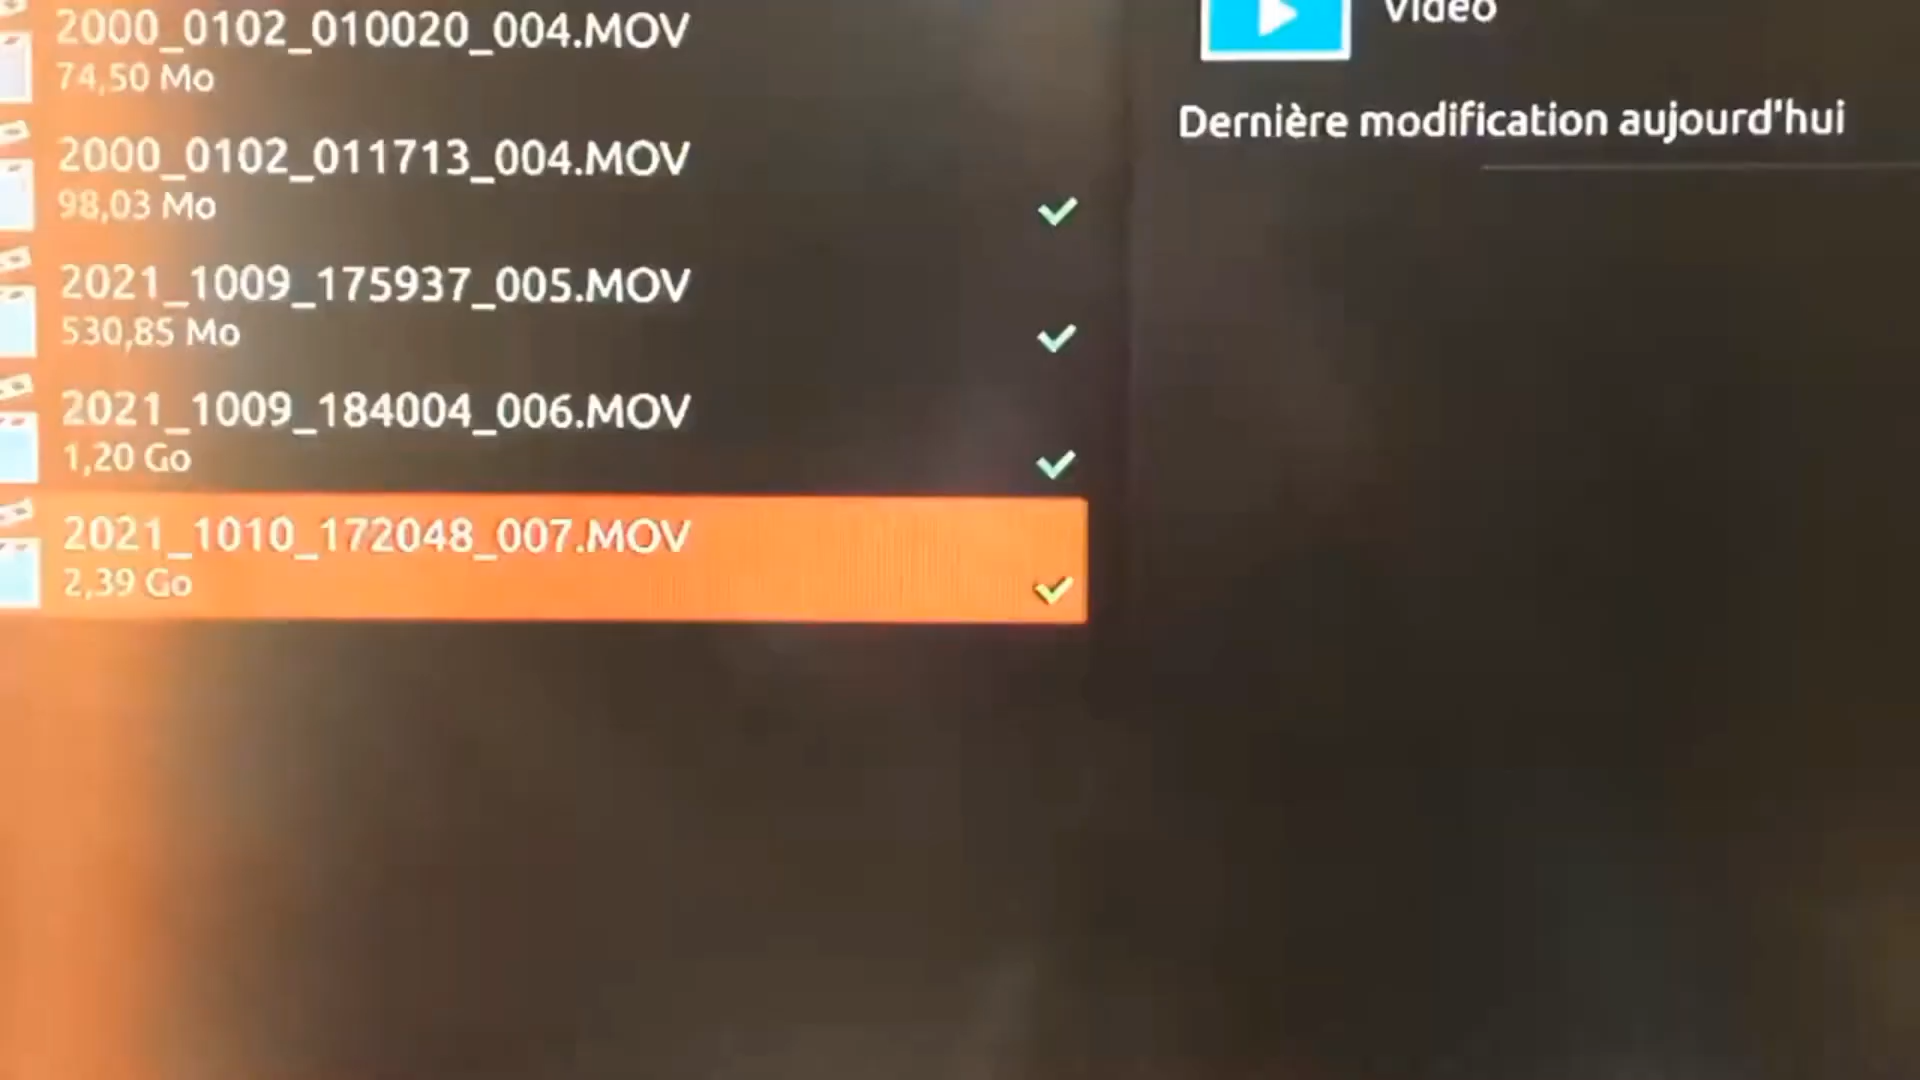 2000_0102_010020_004.MOV
74,50 Mo
2000_0102_011713_004.MOV
98,03 Mo
2021_1009_175937_005.MOV
530,85 Mo
2021_1009_184004_006.MOV
1,20 Go
2021_1010_172048_007.MOV
2,39 Go
Vidéo
Dernière modification aujourd'hui